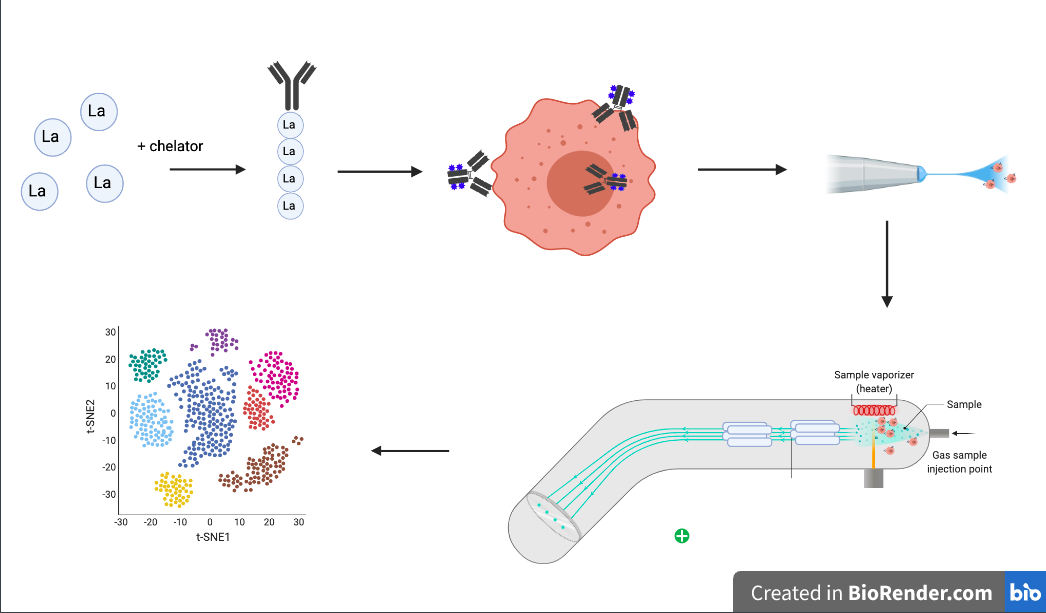 La
La
La
La
+ chelator
La
La
La
La
Sample vaporizer
(heater)
Sample
Gas sample
injection point
30
20
10
0
-10
-20
-30
t-SNE2
-30 -20 -10 0 10 20 30
t-SNE1
Created in BioRender.com bio